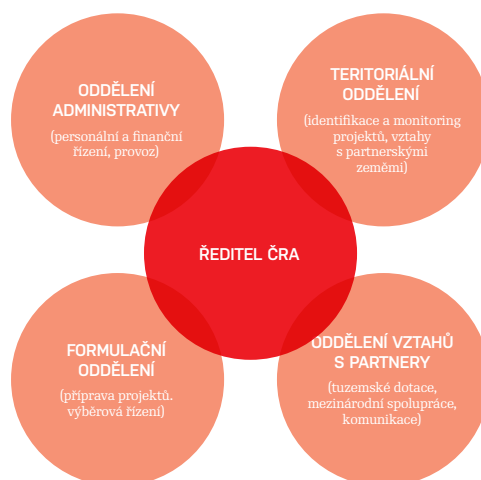 ODDĚLENÍ
ADMINISTRATIVY
(personální a finanční
řízení, provoz)
TERITORIÁLNÍ
ODDĚLENÍ
(identifikace a monitoring
projektů, vztahy
s partnerskými
zeměmi)
ŘEDITEL ČRA
FORMULAČNÍ
ODDĚLENÍ
(příprava projektů.
výběrová řízení)
ODDĚLENÍ VZTAHŮ
S PARTNERY
(tuzemské dotace,
mezinárodní spolupráce,
komunikace)